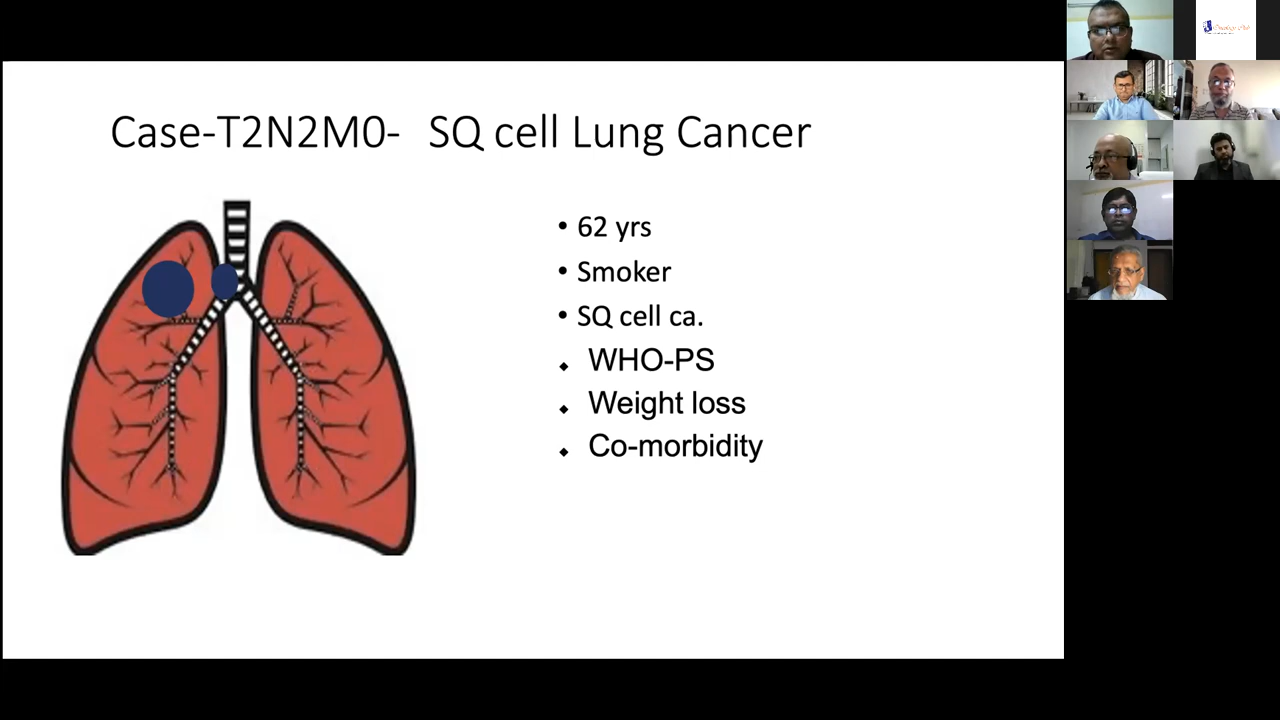 Case-T2N2M0- SQ cell Lung Cancer
• 62 yrs
• Smoker
• SQ cell ca.
⬥ WHO-PS
⬥ Weight loss
⬥ Co-morbidity